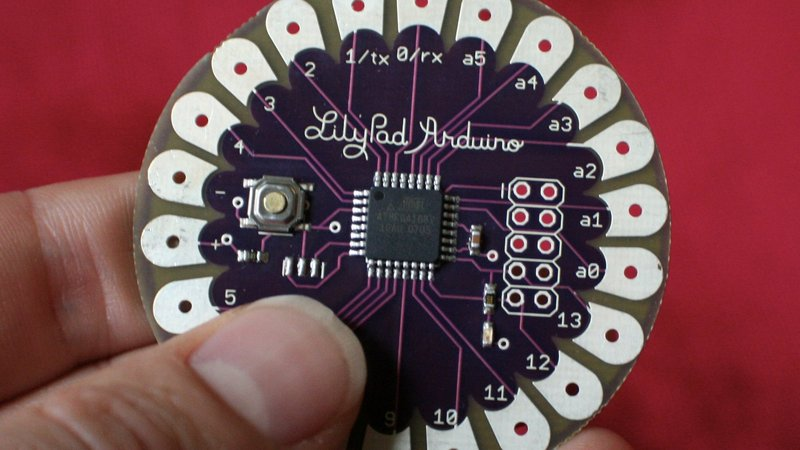 1/tx 0/rx a5
2 a4
3 a3
4 a2
LilyPad Arduino
- a1
+ a0
5 13
12
11
9 10